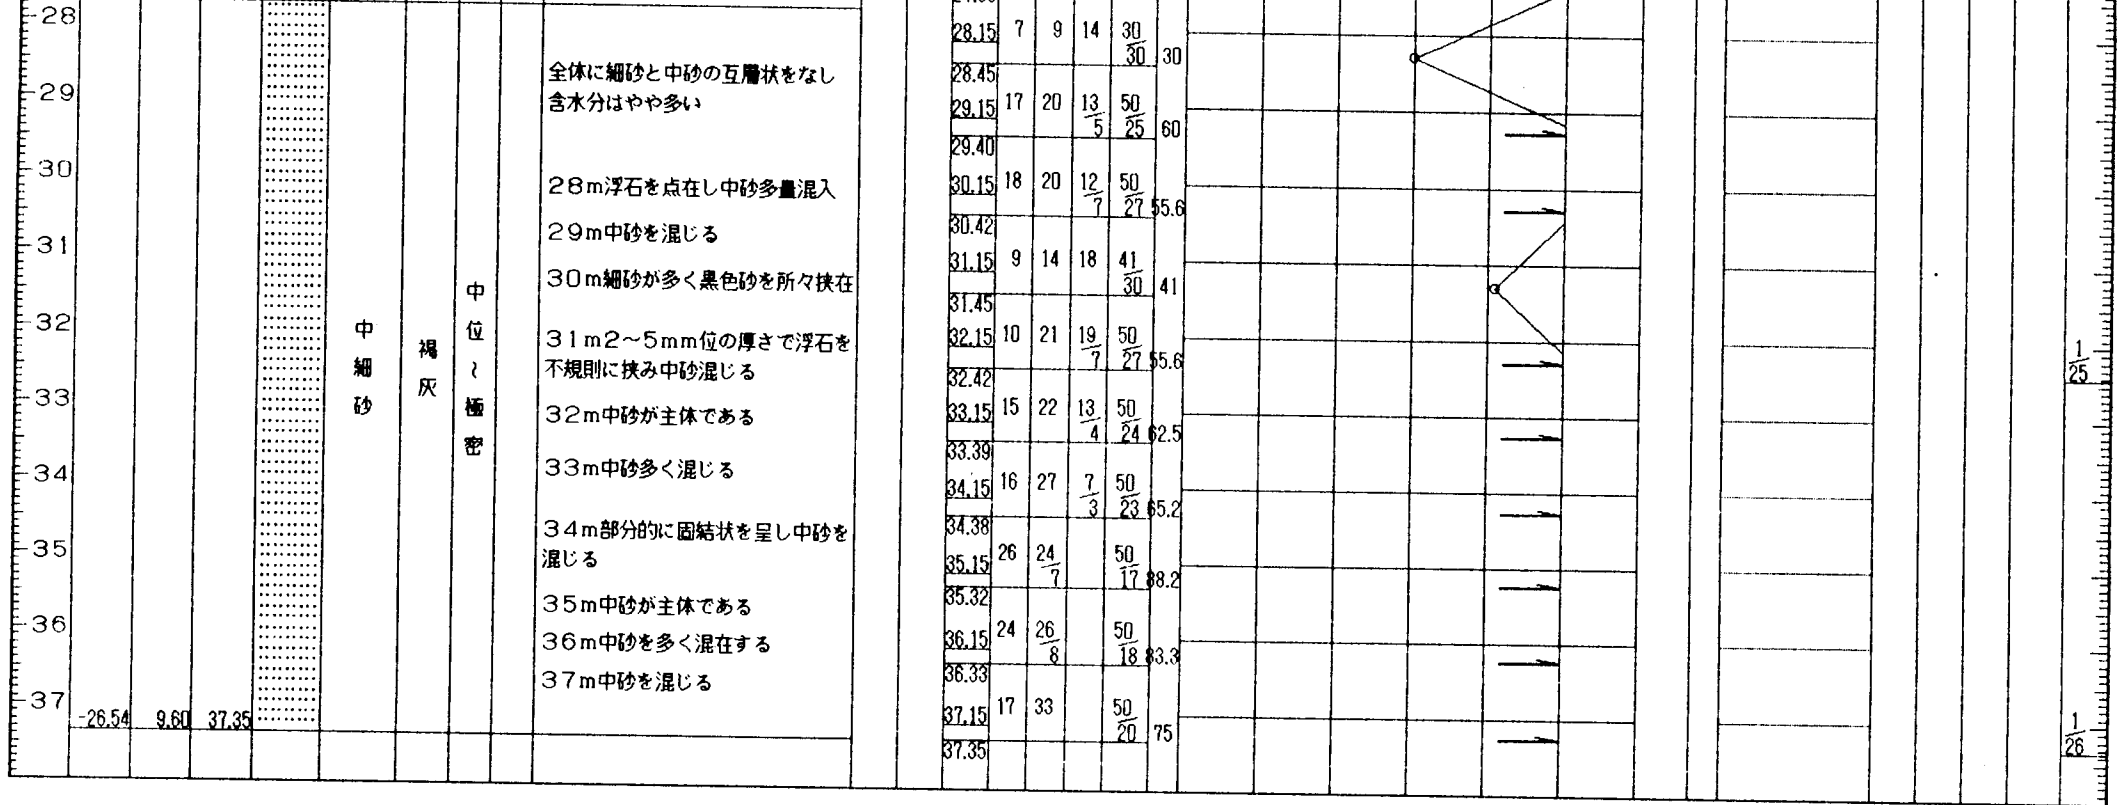 28
29
30
31
32
33
34
35
36
37
-26.54 9.60 37.35
中細砂
褐灰
中位~極密
全体に細砂と中砂の互層状をなし
含水分はやや多い
28m浮石を点在し中砂多量混入
29m中砂を混じる
30m細砂が多く黒色砂を所々挟在
31m2~5mm位の厚さで浮石を
不規則に挟み中砂混じる
32m中砂が主体である
33m中砂多く混じる
34m部分的に固結状を呈し中砂を
混じる
35m中砂が主体である
36m中砂を多く混在する
37m中砂を混じる
28.15 7 9 14 30
30 30
28.45
29.15 17 20 13 50
5 25 60
29.40
30.15 18 20 12 50
7 27 55.6
30.42
31.15 9 14 18 41
30 41
31.45
32.15 10 21 19 50
7 27 55.6
32.42
33.15 15 22 13 50
4 24 62.5
33.39
34.15 16 27 7 50
3 23 65.2
34.38
35.15 26 24 50
7 17 88.2
35.32
36.15 24 26 50
8 18 83.3
36.33
37.15 17 33 50
20 75
37.35
1
25
1
26